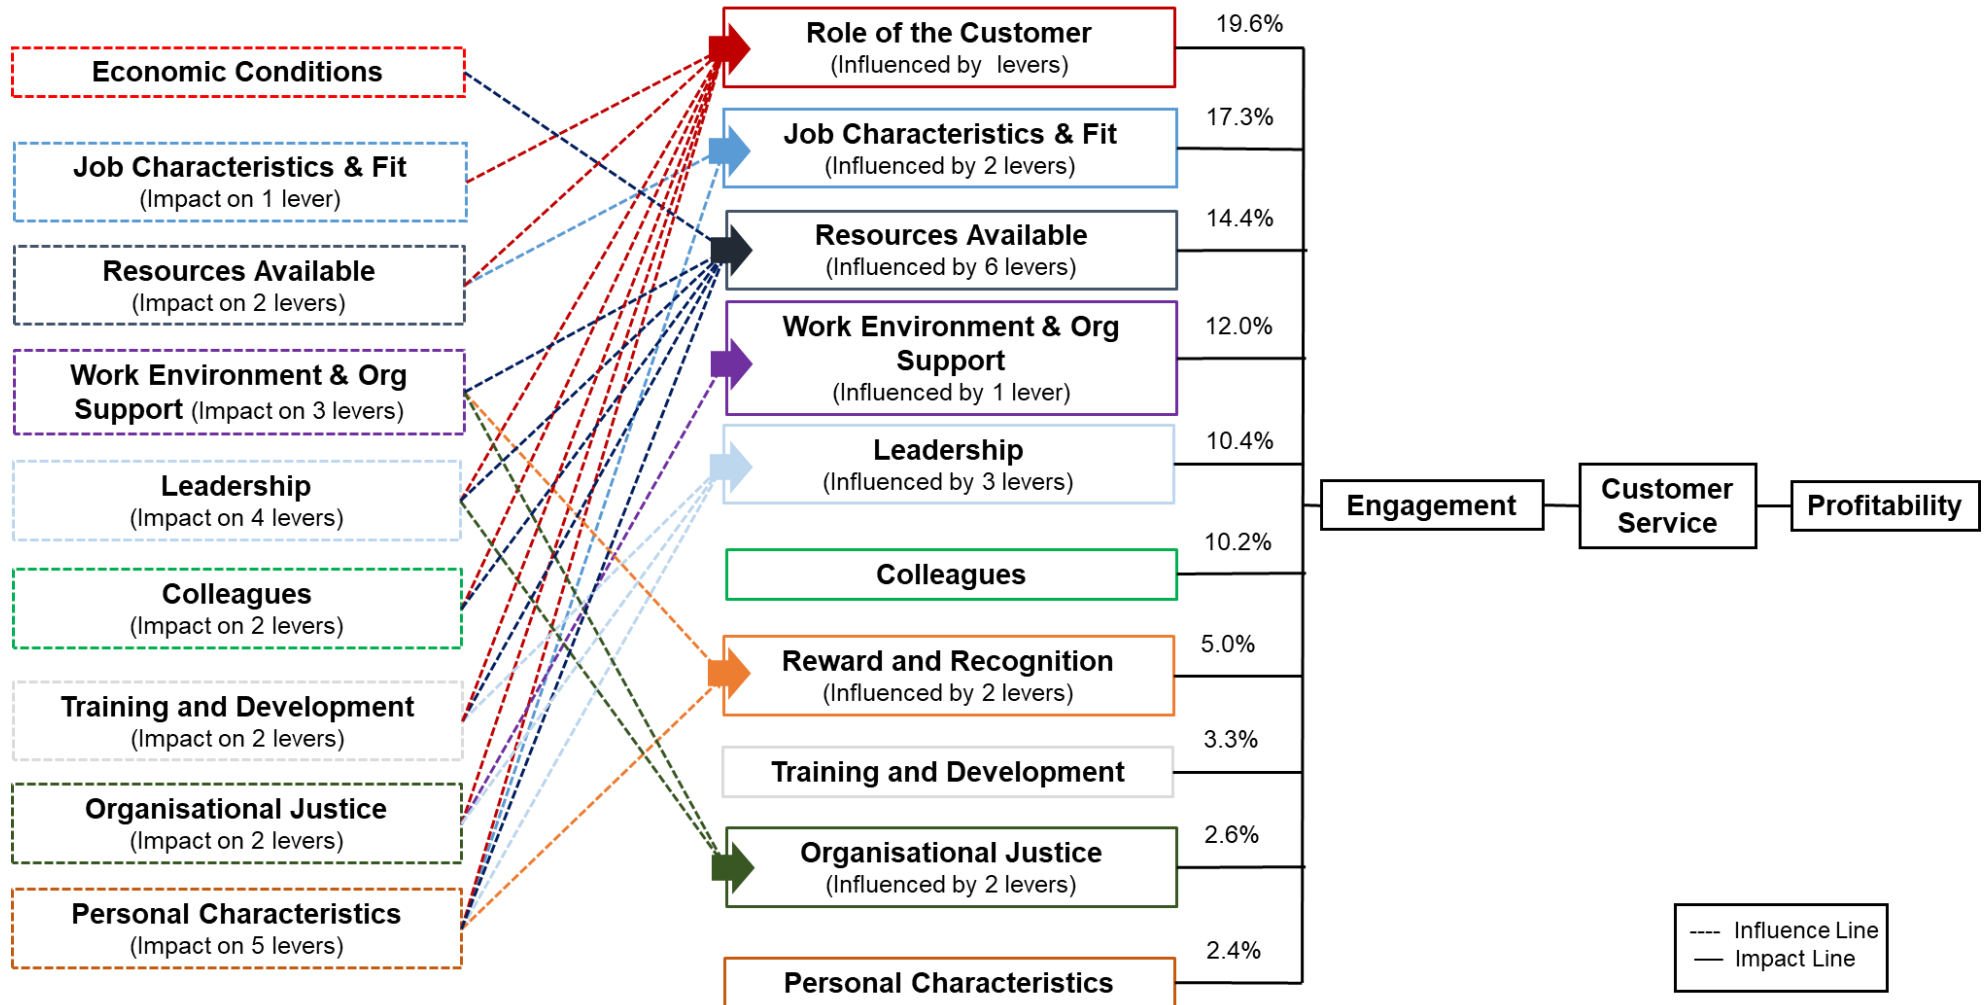 Economic Conditions
Job Characteristics & Fit
(Impact on 1 lever)
Resources Available
(Impact on 2 levers)
Work Environment & Org
Support (Impact on 3 levers)
Leadership
(Impact on 4 levers)
Colleagues
(Impact on 2 levers)
Training and Development
(Impact on 2 levers)
Organisational Justice
(Impact on 2 levers)
Personal Characteristics
(Impact on 5 levers)
Role of the Customer
(Influenced by levers)
19.6%
Job Characteristics & Fit
(Influenced by 2 levers)
17.3%
Resources Available
(Influenced by 6 levers)
14.4%
Work Environment & Org
Support
(Influenced by 1 lever)
12.0%
Leadership
(Influenced by 3 levers)
10.4%
Colleagues
10.2%
Reward and Recognition
(Influenced by 2 levers)
5.0%
Training and Development
3.3%
Organisational Justice
(Influenced by 2 levers)
2.6%
Personal Characteristics
2.4%
Engagement
Customer
Service
Profitability
---- Influence Line
— Impact Line